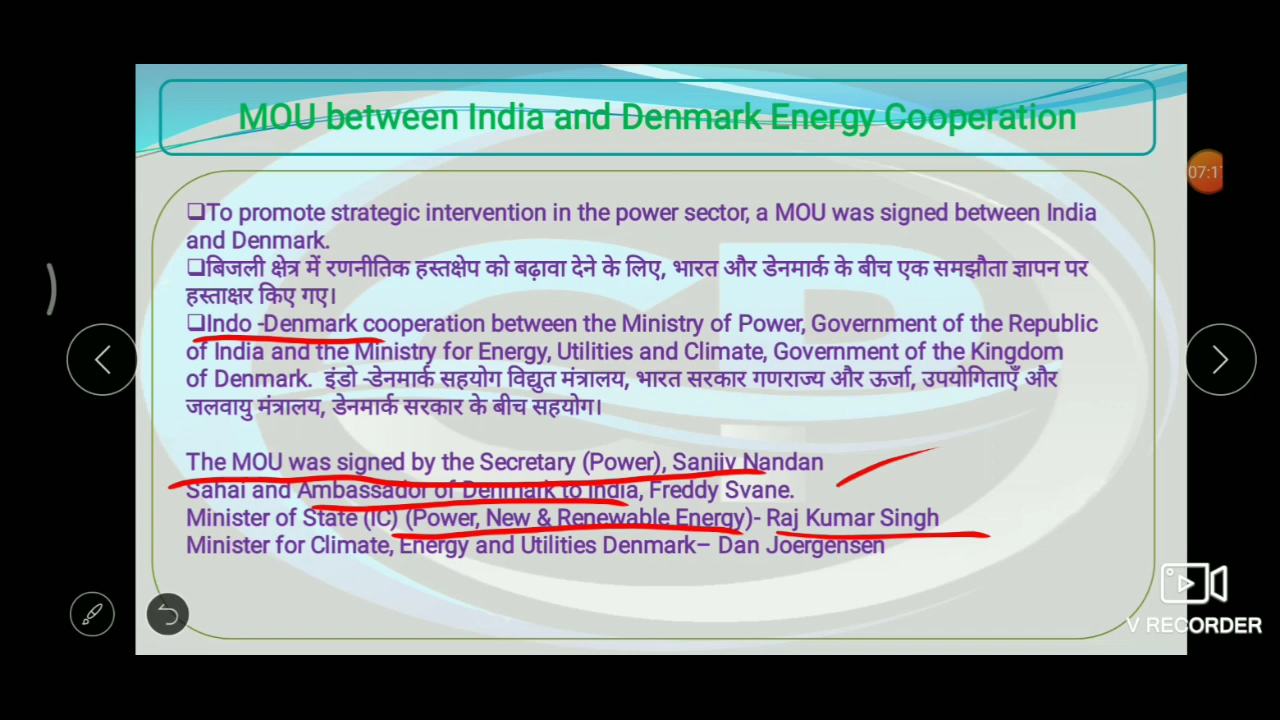 MOU between India and Denmark Energy Cooperation
07:1
❑To promote strategic intervention in the power sector, a MOU was signed between India
and Denmark.
❑बिजली क्षेत्र में रणनीतिक हस्तक्षेप को बढ़ावा देने के लिए, भारत और डेनमार्क के बीच एक समझौता ज्ञापन पर
हस्ताक्षर किए गए।
❑Indo -Denmark cooperation between the Ministry of Power, Government of the Republic
of India and the Ministry for Energy, Utilities and Climate, Government of the Kingdom
of Denmark. इंडो -डेनमार्क सहयोग विद्युत मंत्रालय, भारत सरकार गणराज्य और ऊर्जा, उपयोगिताएँ और
जलवायु मंत्रालय, डेनमार्क सरकार के बीच सहयोग।
The MOU was signed by the Secretary (Power), Sanjiv Nandan
Sahai and Ambassador of Denmark to India, Freddy Svane.
Minister of State (IC) (Power, New & Renewable Energy)- Raj Kumar Singh
Minister for Climate, Energy and Utilities Denmark– Dan Joergensen
V RECORDER